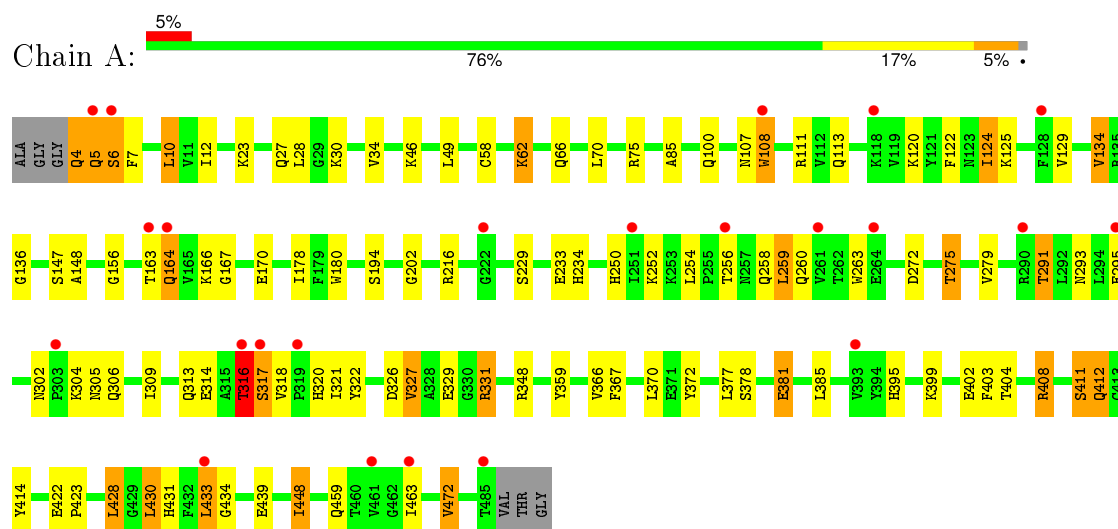 5%
Chain A:
76% 17% 5% •
ALA GLY GLY Q4 Q5 S6 F7 L10 V11 I12 K23 Q27 L28 G29 K30 V34 K46 L49 C58 K62 Q66 L70 R75 A85 Q100 N107 W108 R111 V112 Q113 K118 V119 K120 Y121 F122 N123 I124 K125 F128 V129 V134 R135
G136 S147 A148 G156 T163 Q164 V165 K166 G167 E170 I178 F179 W180 S194 G202 R216 G222 S229 E233 H234 H250 I251 K252 K253 L254 P255 T256 N257 Q258 L259 Q260 V261 T262 W263 E264 D272 T275 V279 R290 T291 L292 N293 L294 E295
N302 P303 K304 N305 Q306 I309 Q313 E314 A315 T316 S317 V318 P319 H320 I321 Y322 D326 V327 A328 E329 G330 R331 R348 Y359 V366 F367 L370 E371 Y372 L377 S378 E381 L385 V393 Y394 H395 K399 E402 F403 T404 R408 S411 Q412 G413
Y414 E422 P423 L428 G429 L430 H431 F432 L433 G434 E439 I448 Q459 T460 V461 G462 I463 V472 T485 VAL THR GLY